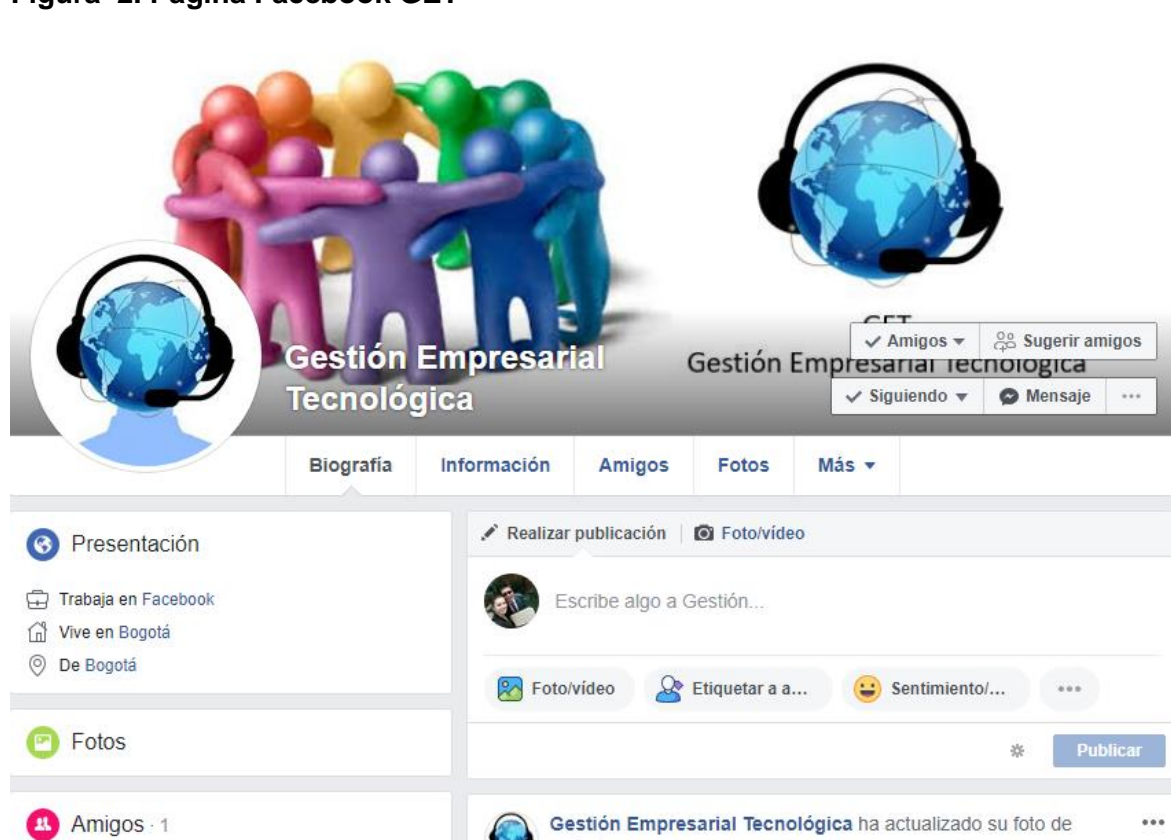 Figura 2. Página Facebook GET
GET
Gestión Empresarial Tecnológica
Gestión Empresarial
Tecnológica
Amigos
Sugerir amigos
Siguiendo
Mensaje
Biografía
Información
Amigos
Fotos
Más
Presentación
Trabaja en Facebook
Vive en Bogotá
De Bogotá
Fotos
Amigos · 1
Realizar publicación
Foto/vídeo
Escribe algo a Gestión...
Foto/vídeo
Etiquetar a a...
Sentimiento/...
Publicar
Gestión Empresarial Tecnológica ha actualizado su foto de